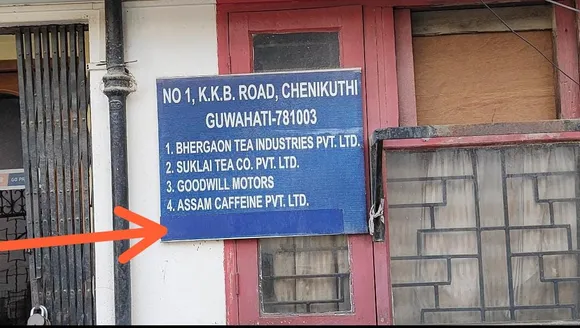 NO 1, K.K.B. ROAD, CHENIKUTHI
GUWAHATI-781003
1. BHERGAON TEA INDUSTRIES PVT. LTD.
2. SUKLAI TEA CO. PVT. LTD.
3. GOODWILL MOTORS
4. ASSAM CAFFEINE PVT. LTD.